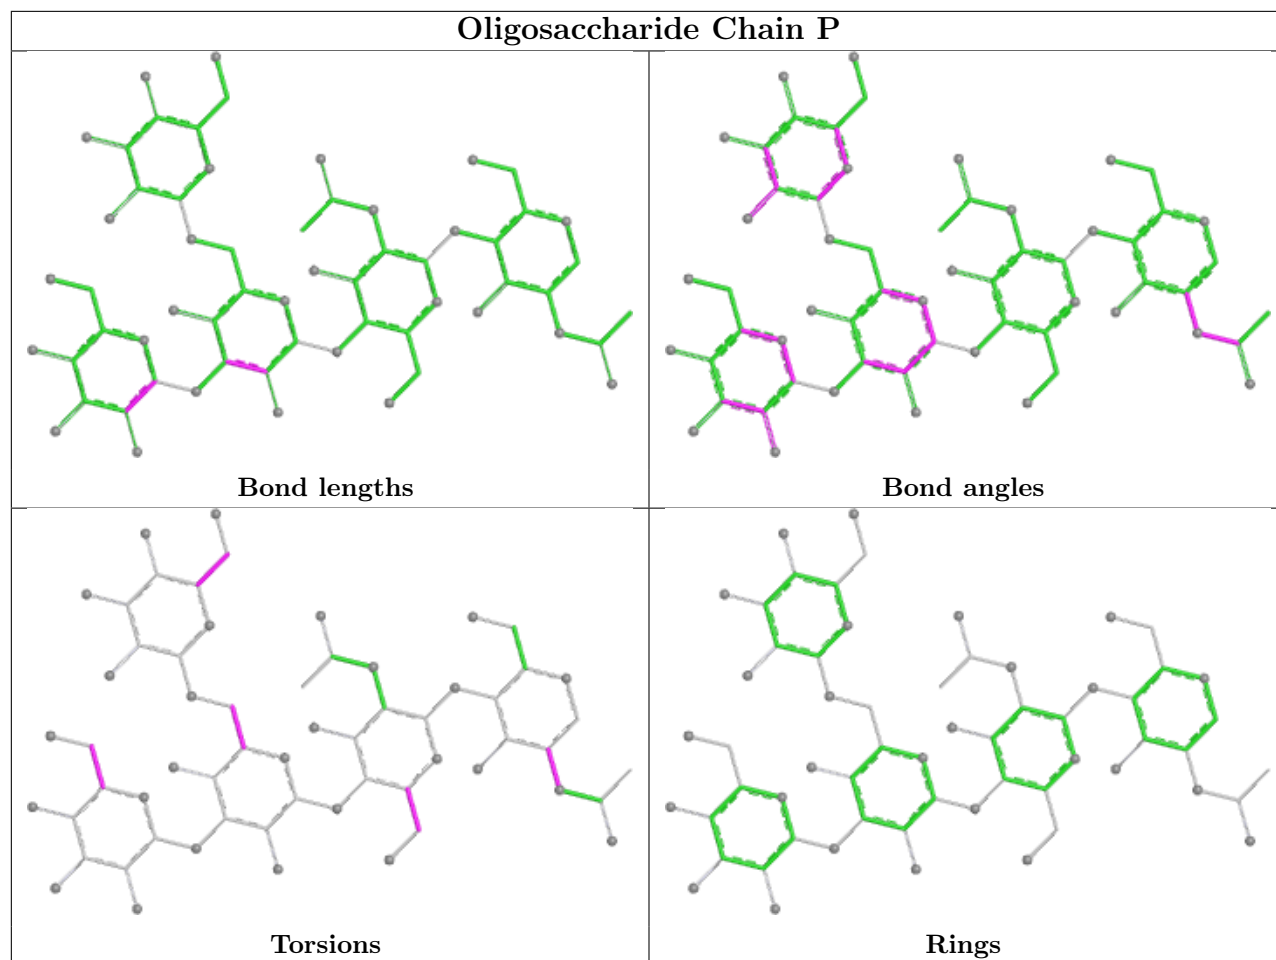 Oligosaccharide Chain P
Bond lengths
Bond angles
Torsions
Rings